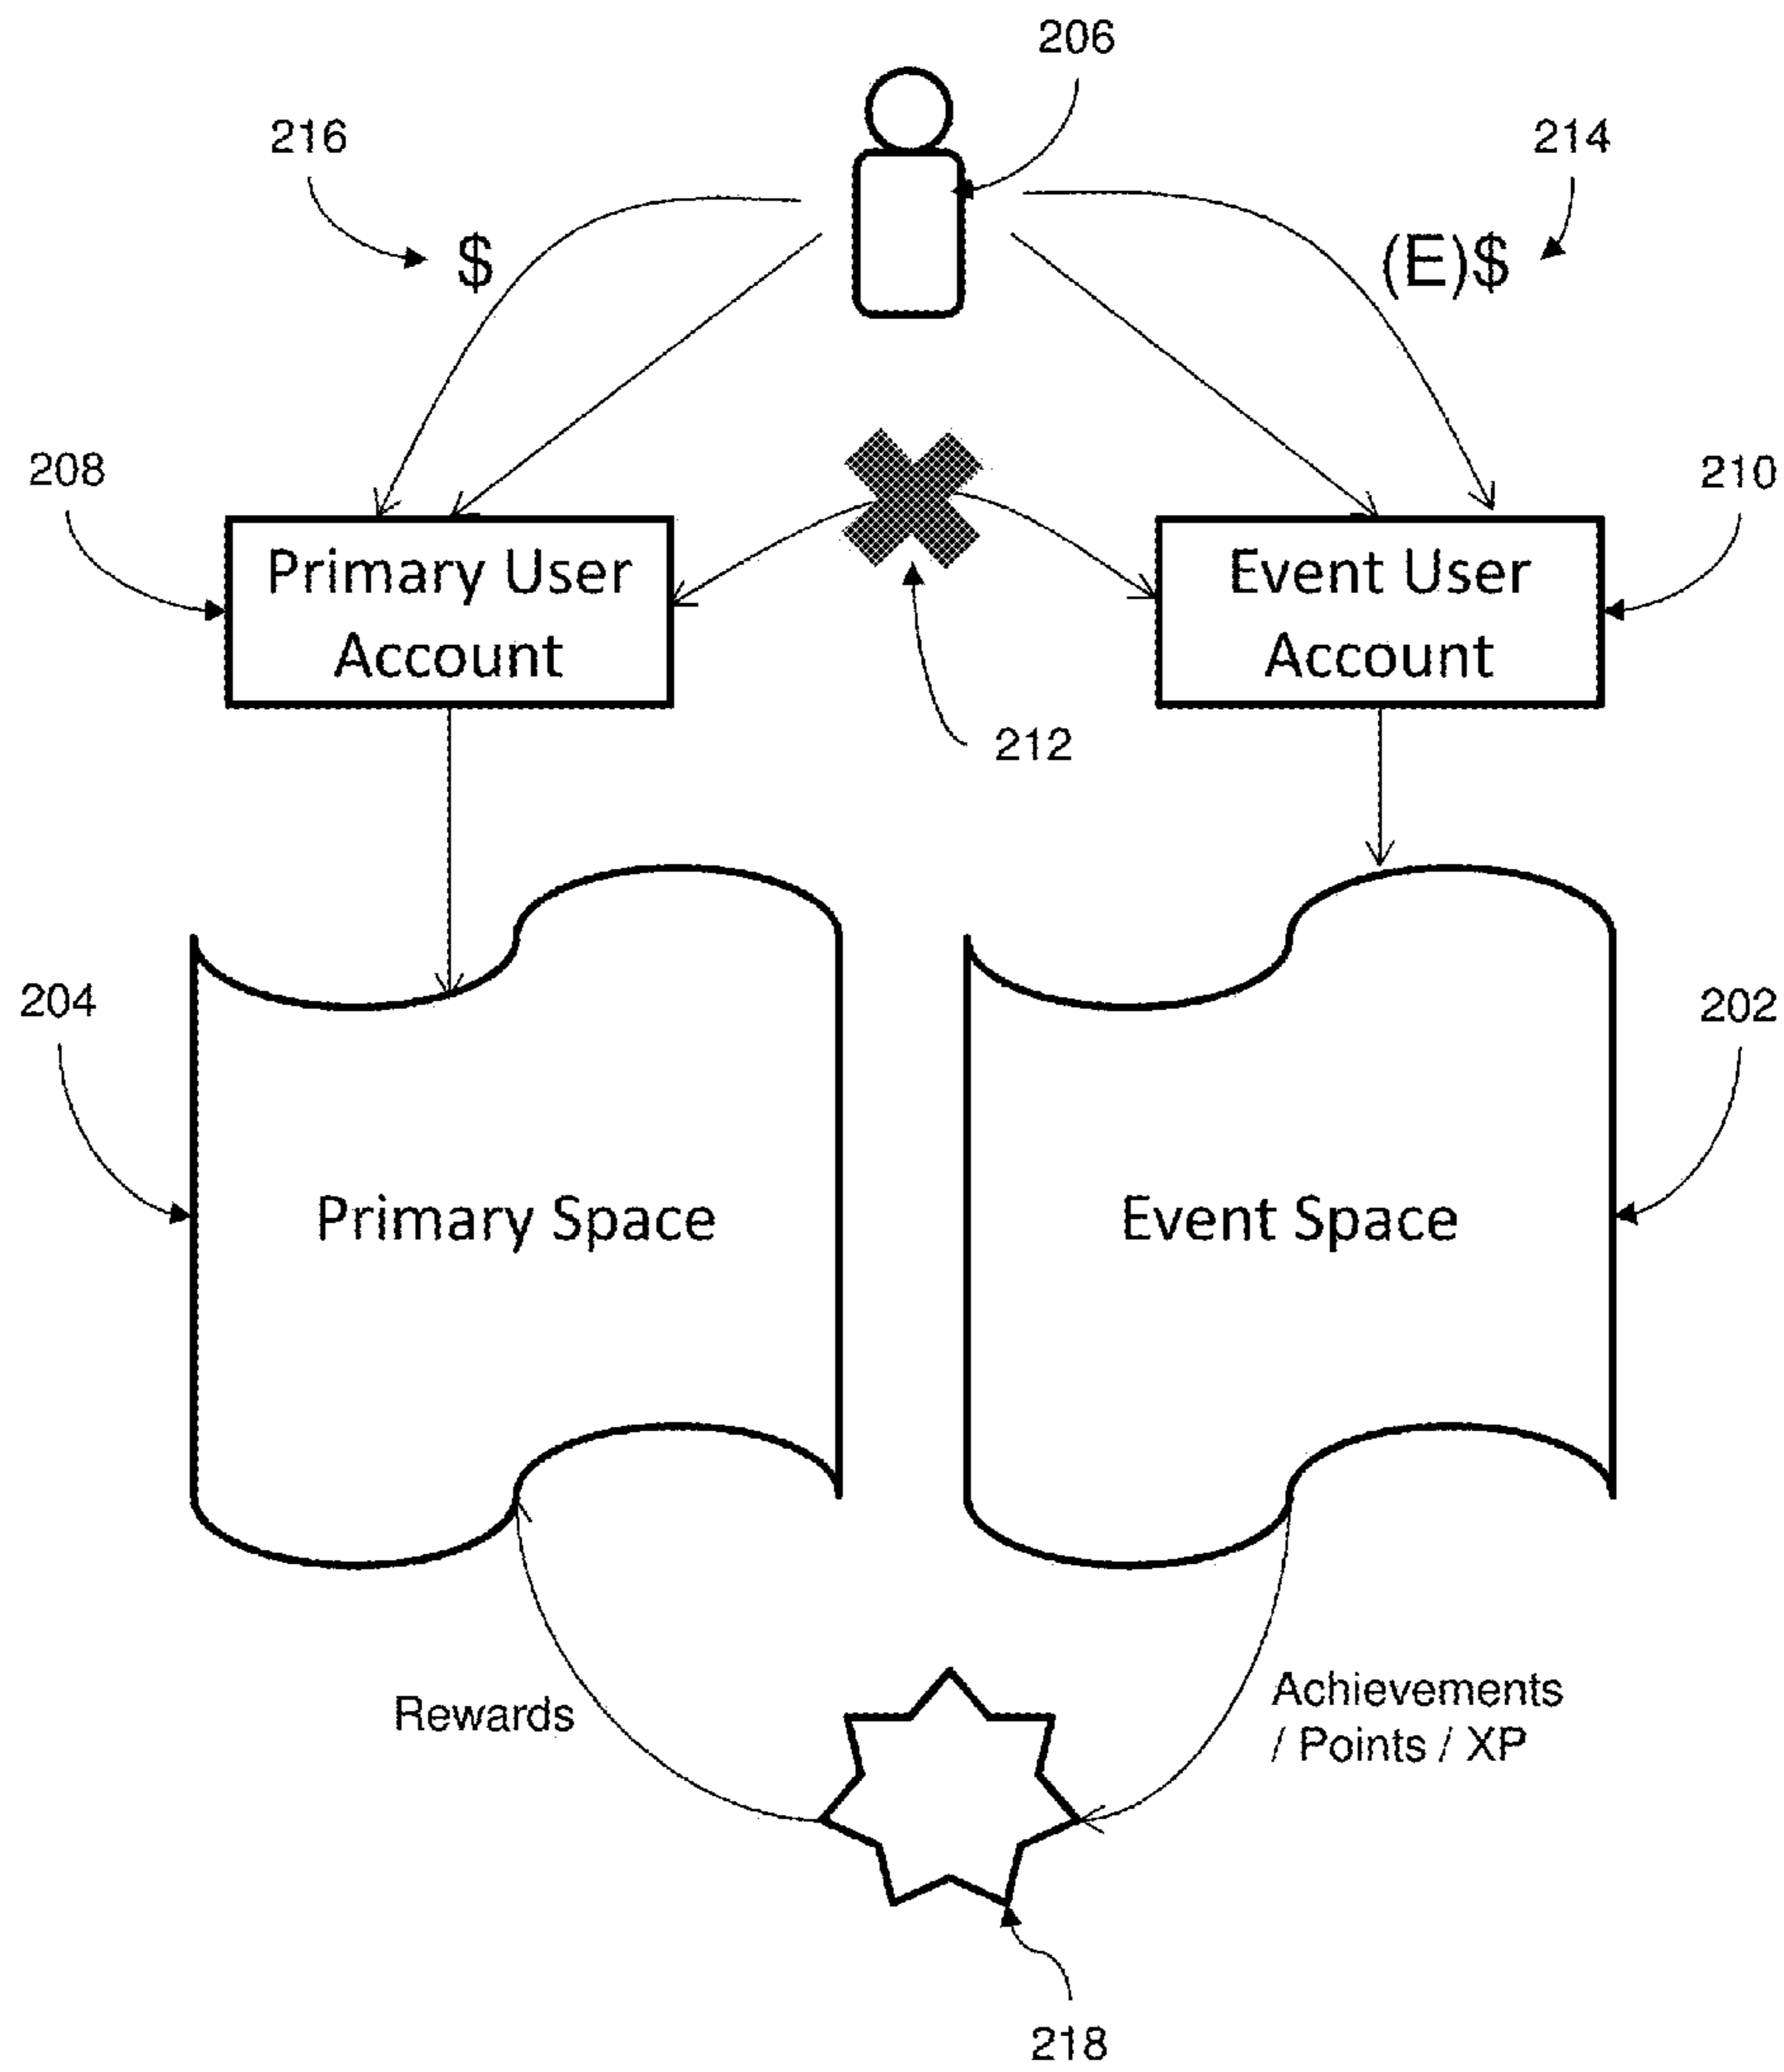 206
216
214
$
(E)$
208
210
Primary User
Account
Event User
Account
212
204
202
Primary Space
Event Space
Rewards
Achievements
/ Points / XP
218